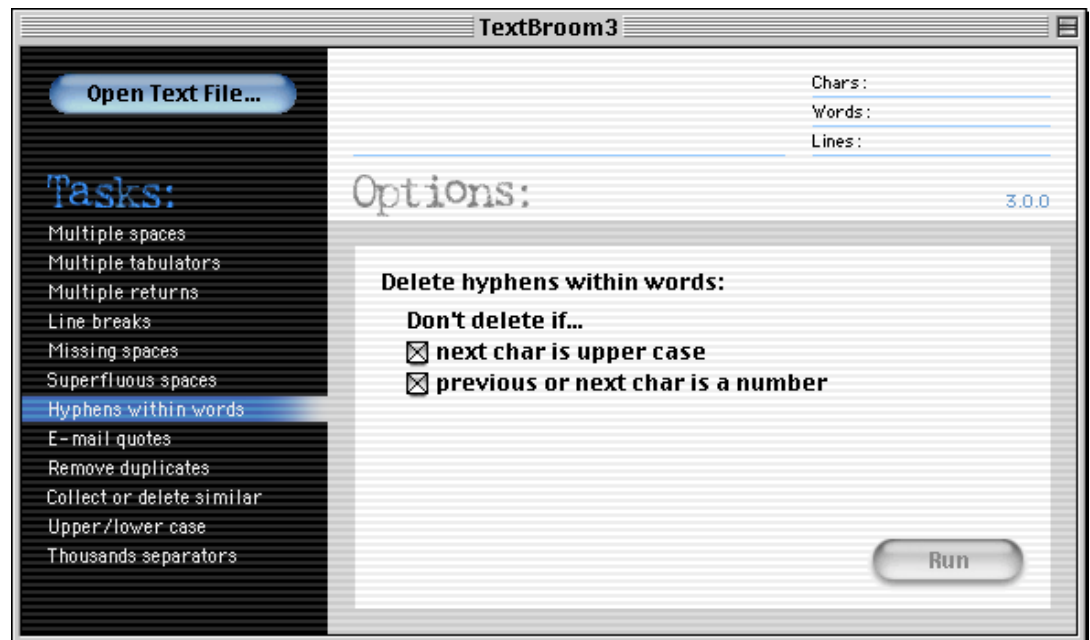 TextBroom3
Open Text File...
Chars:
Words:
Lines:
Tasks:
Options:
3.0.0
Multiple spaces
Multiple tabulators
Multiple returns
Line breaks
Missing spaces
Superfluous spaces
Hyphens within words
E-mail quotes
Remove duplicates
Collect or delete similar
Upper/lower case
Thousands separators
Delete hyphens within words:
Don't delete if...
next char is upper case
previous or next char is a number
Run